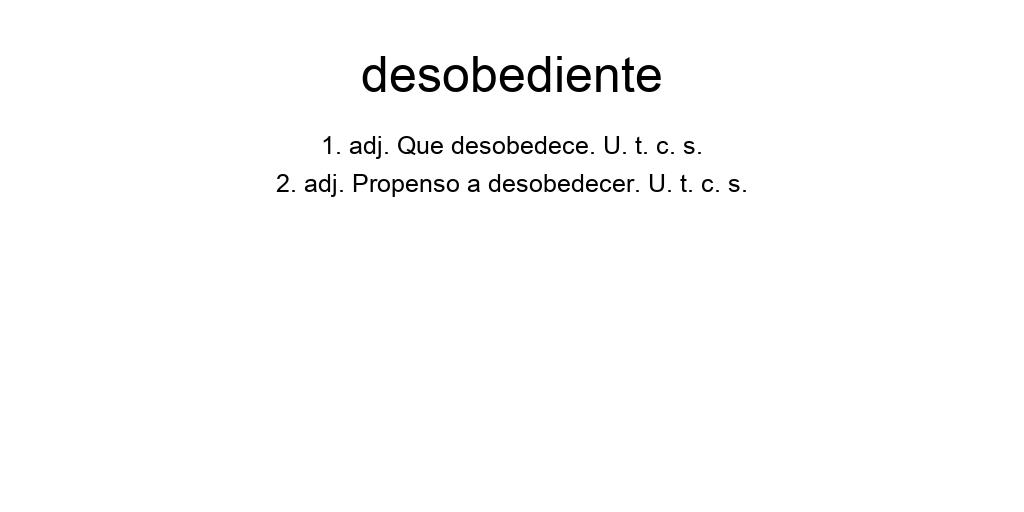 desobediente
1. adj. Que desobedece. U. t. c. s.
2. adj. Propenso a desobedecer. U. t. c. s.